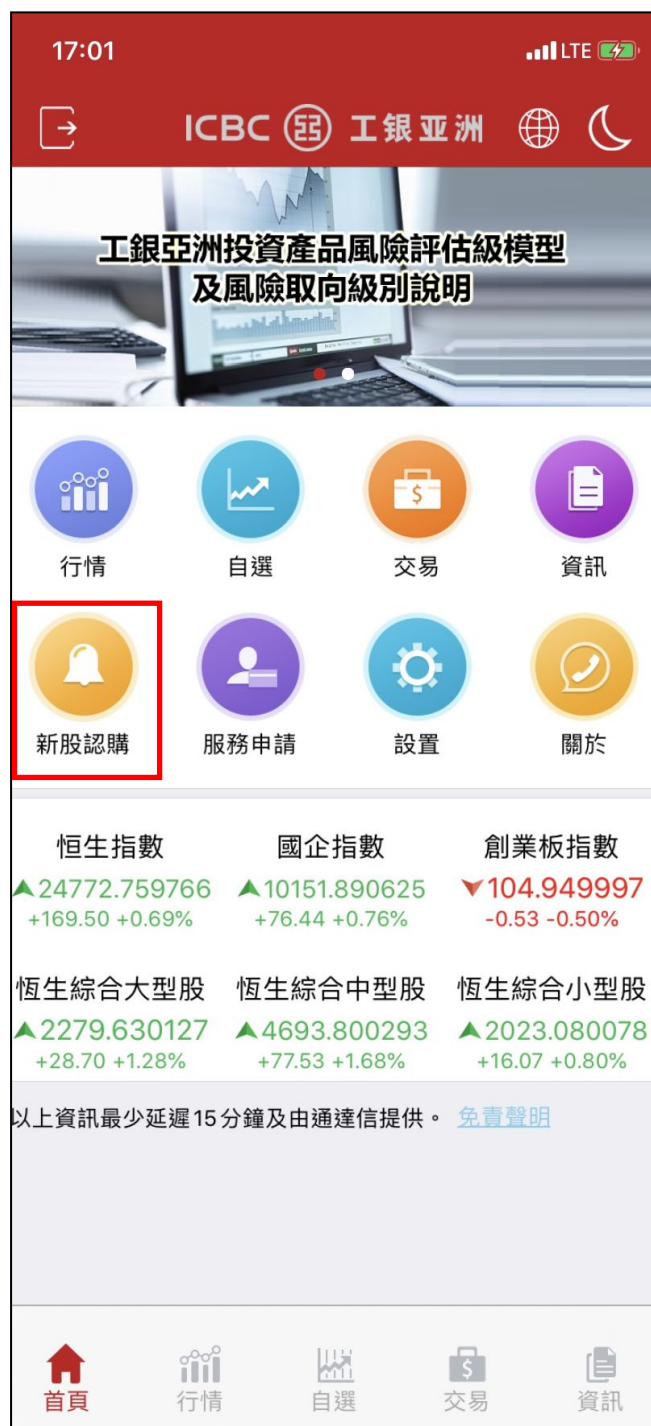 17:01 LTE
ICBC 工银亚洲
工銀亞洲投資產品風險評估級模型
及風險取向級別說明
行情 自選 交易 資訊
新股認購 服務申請 設置 關於
恒生指數 國企指數 創業板指數
24772.759766 10151.890625 104.949997
+169.50 +0.69% +76.44 +0.76% -0.53 -0.50%
恆生綜合大型股 恆生綜合中型股 恆生綜合小型股
2279.630127 4693.800293 2023.080078
+28.70 +1.28% +77.53 +1.68% +16.07 +0.80%
以上資訊最少延遲15分鐘及由通達信提供。 免責聲明
首頁 行情 自選 交易 資訊